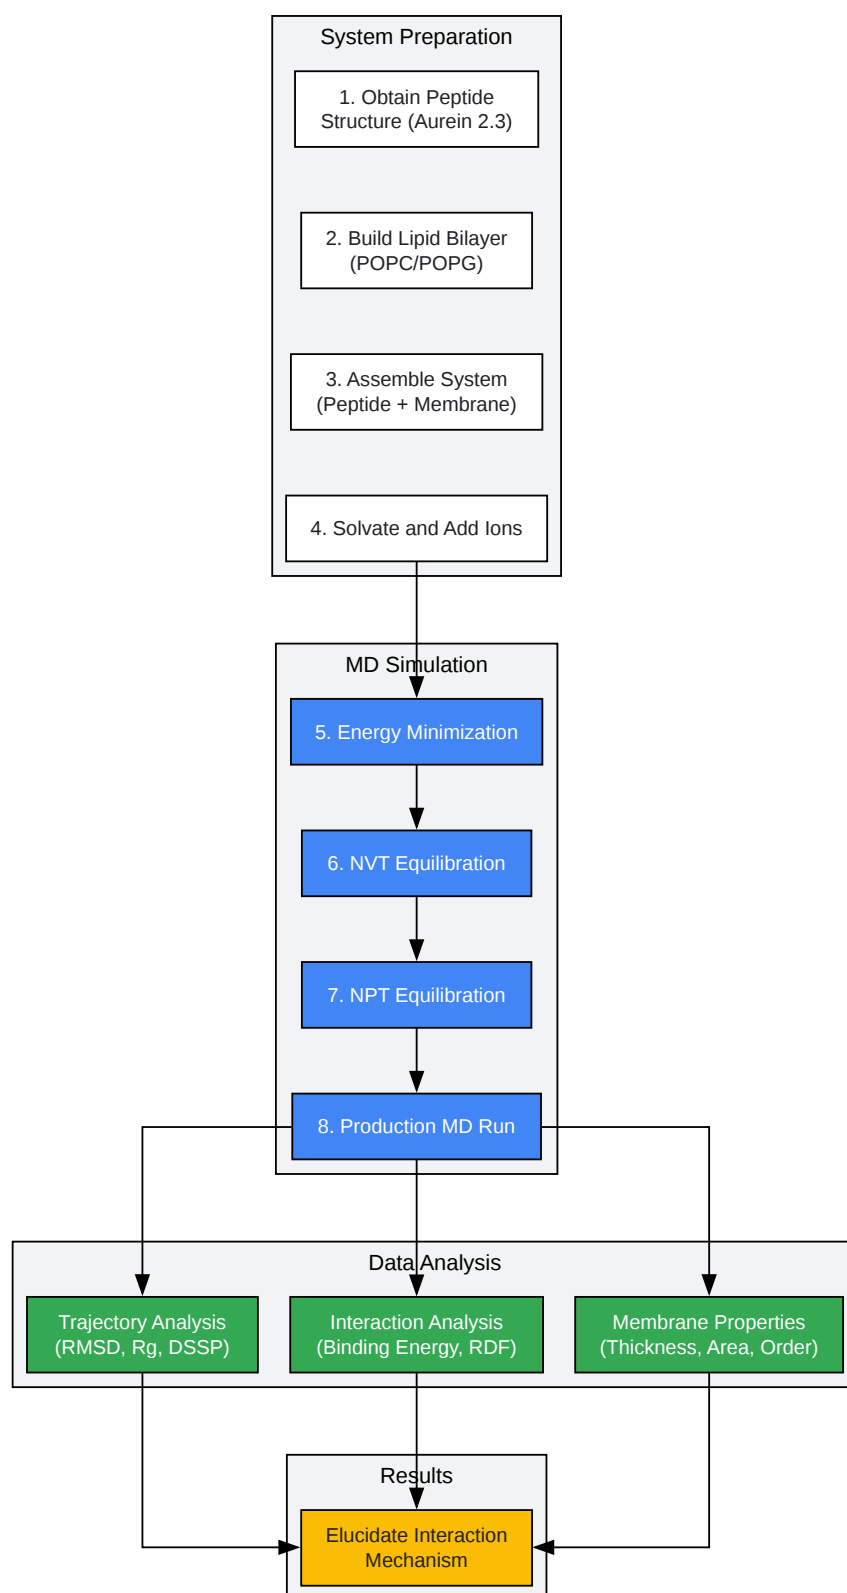 System Preparation
1. Obtain Peptide
Structure (Aurein 2.3)
2. Build Lipid Bilayer
(POPC/POPG)
3. Assemble System
(Peptide + Membrane)
4. Solvate and Add Ions
MD Simulation
5. Energy Minimization
6. NVT Equilibration
7. NPT Equilibration
8. Production MD Run
Data Analysis
Trajectory Analysis
(RMSD, Rg, DSSP)
Interaction Analysis
(Binding Energy, RDF)
Membrane Properties
(Thickness, Area, Order)
Results
Elucidate Interaction
Mechanism